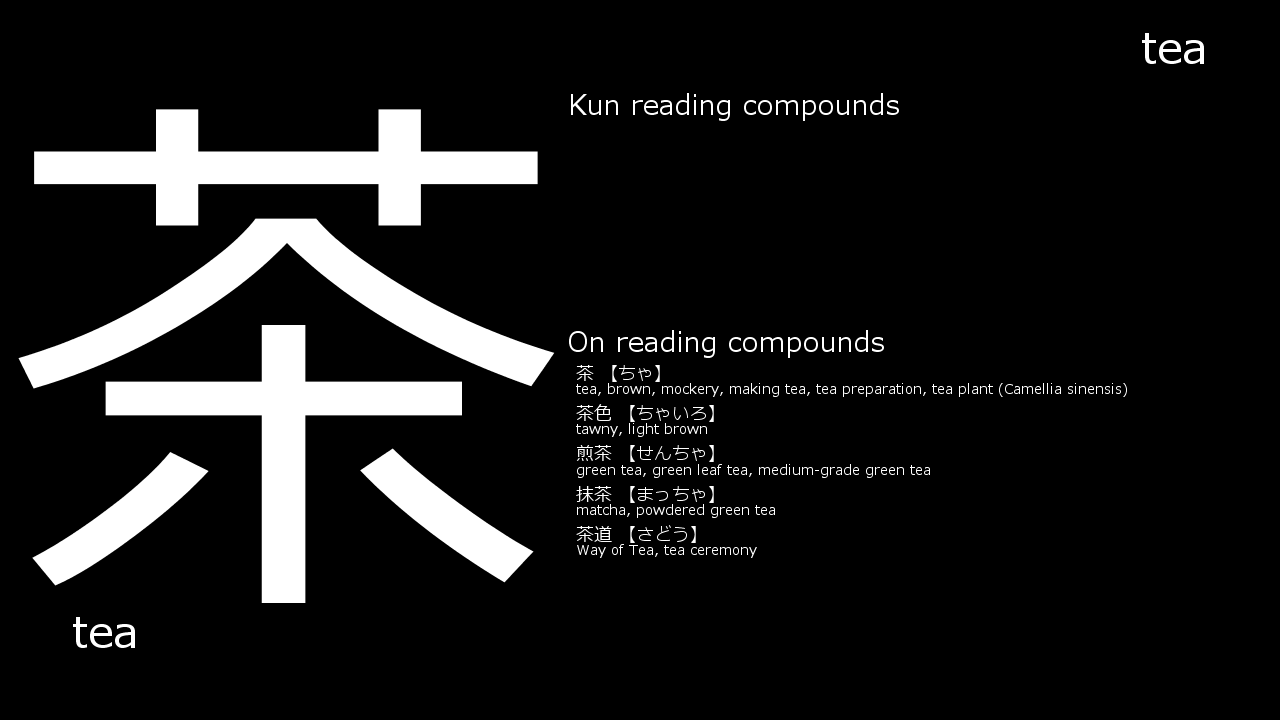 tea
茶
tea
Kun reading compounds
On reading compounds
茶 【ちゃ】
tea, brown, mockery, making tea, tea preparation, tea plant (Camellia sinensis)
茶色 【ちゃいろ】
tawny, light brown
煎茶 【せんちゃ】
green tea, green leaf tea, medium-grade green tea
抹茶 【まっちゃ】
matcha, powdered green tea
茶道 【さどう】
Way of Tea, tea ceremony